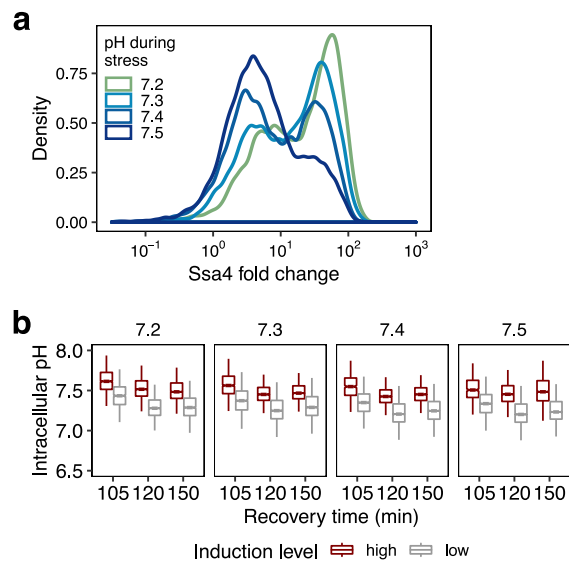 a
pH during
stress
7.2
7.3
7.4
7.5
Density
0.75
0.50
0.25
0.00
10⁻¹ 10⁰ 10¹ 10² 10³
Ssa4 fold change
b
7.2 7.3 7.4 7.5
Intracellular pH
8.0
7.5
7.0
6.5
105 120 150 105 120 150 105 120 150 105 120 150
Recovery time (min)
Induction level high low